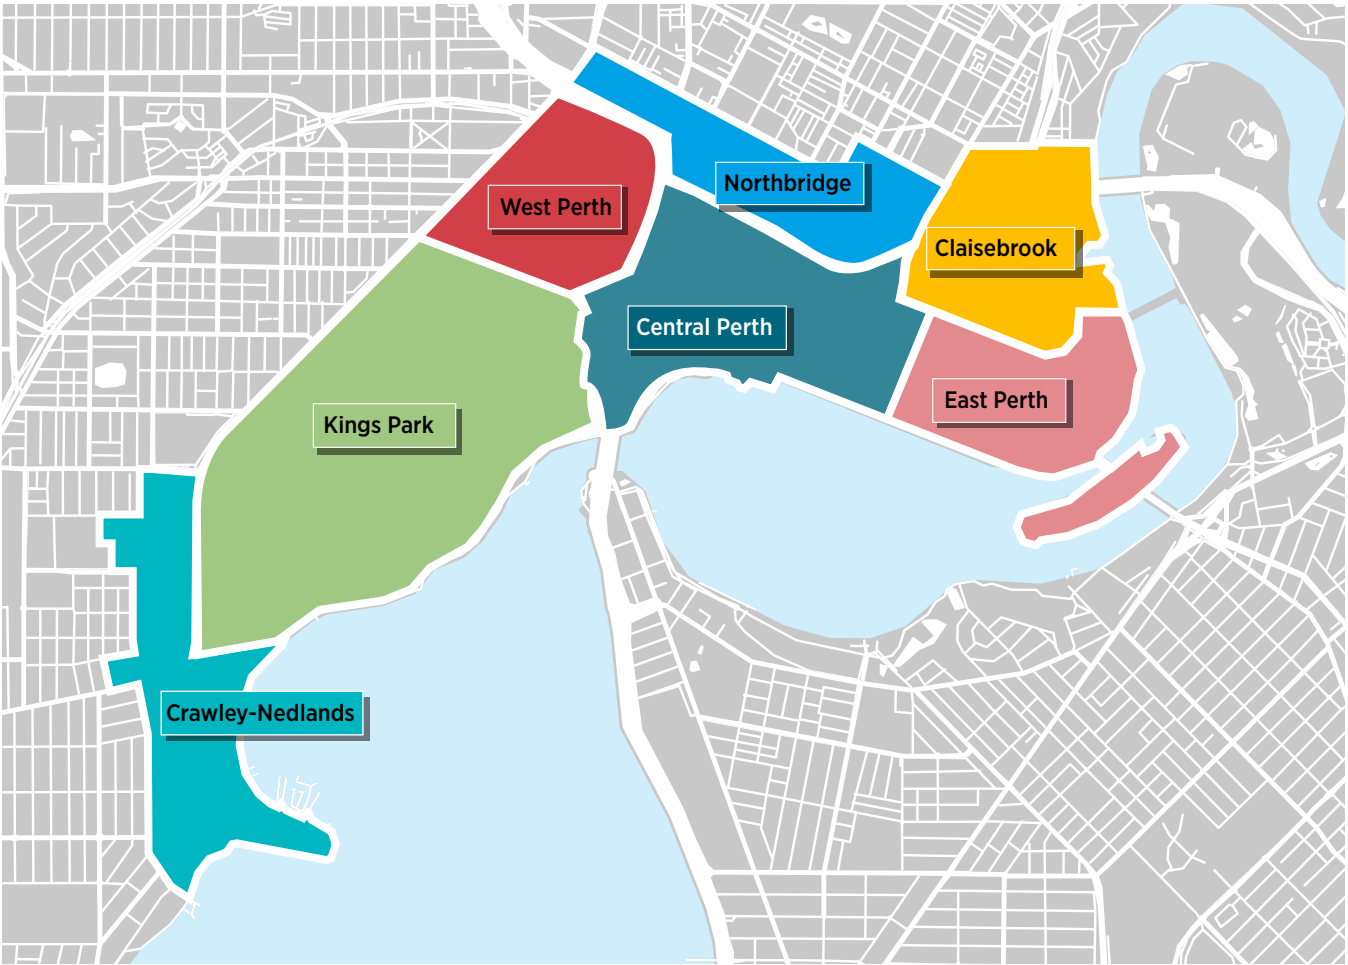 Northbridge
West Perth
Claisebrook
Central Perth
East Perth
Kings Park
Crawley-Nedlands